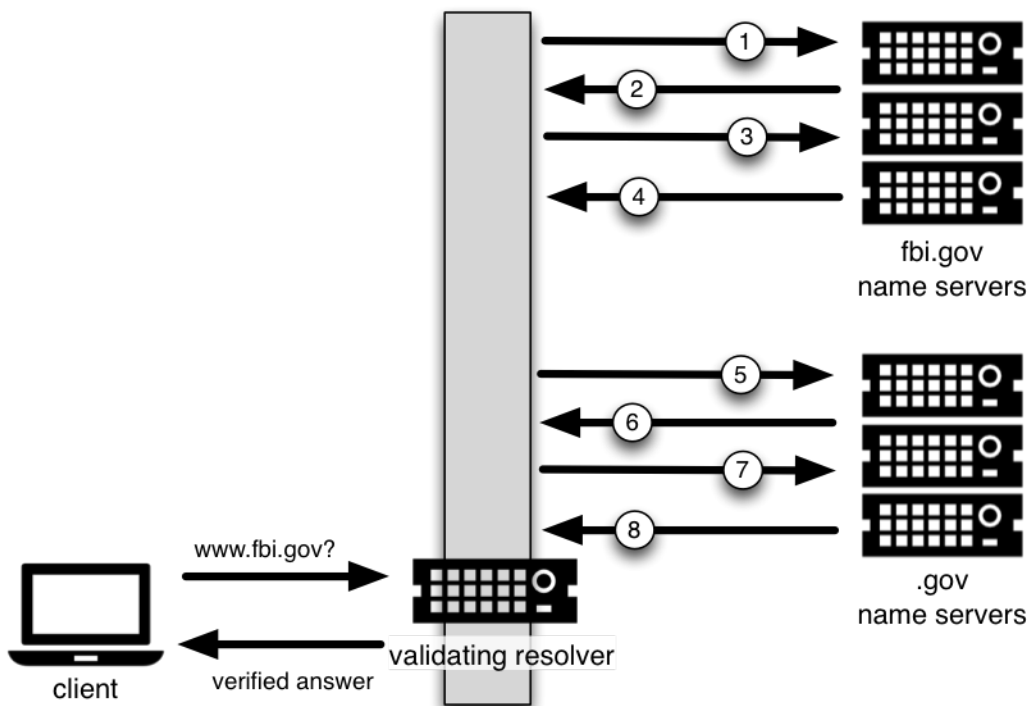 1
2
3
4
fbi.gov
name servers
5
6
7
8
.gov
name servers
www.fbi.gov?
validating resolver
verified answer
client